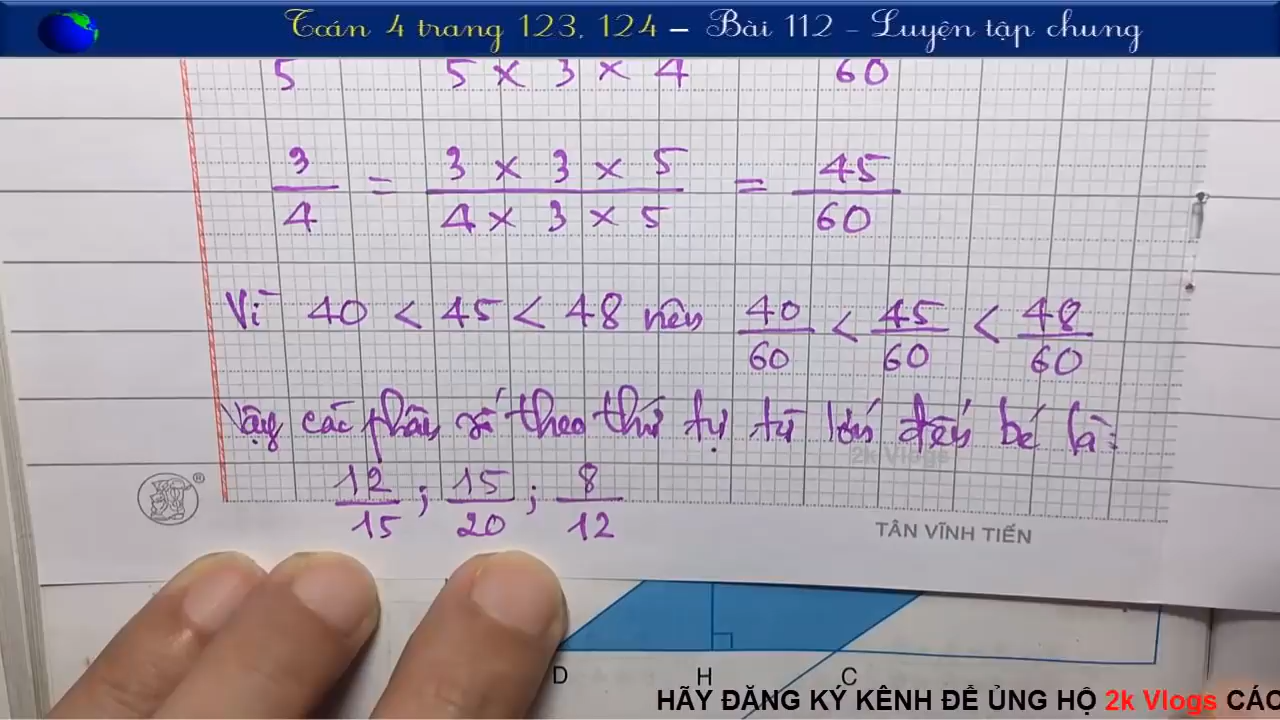 Toán 4 trang 123, 124 – Bài 112 - Luyện tập chung
5 5 x 3 x 4 60
3/4 = 3 x 3 x 5 / 4 x 3 x 5 = 45/60
Vì 40 < 45 < 48 nên 40/60 < 45/60 < 48/60
Vậy các phân số theo thứ tự từ lớn đến bé là:
2k Vlogs
12/15 ; 15/20 ; 8/12
TÂN VĨNH TIẾN
D H C
HÃY ĐĂNG KÝ KÊNH ĐỂ ỦNG HỘ 2k Vlogs CÁC